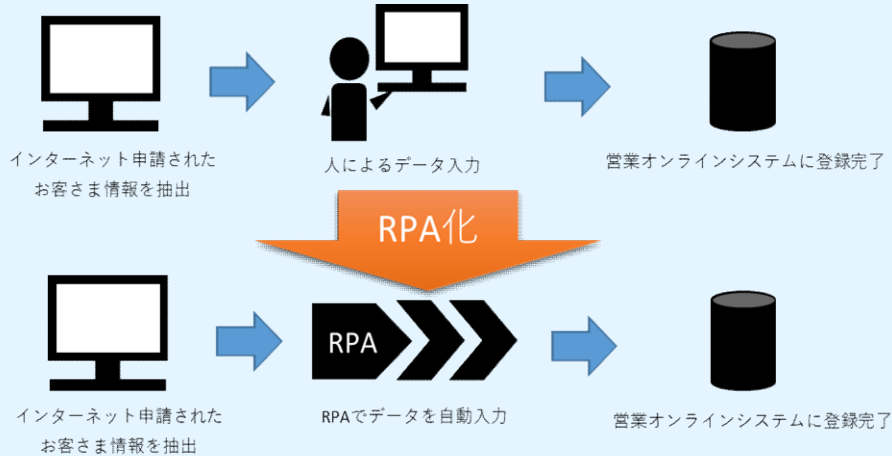 インターネット申請された
お客さま情報を抽出
人によるデータ入力
営業オンラインシステムに登録完了
RPA化
RPA
インターネット申請された
お客さま情報を抽出
RPAでデータを自動入力
営業オンラインシステムに登録完了